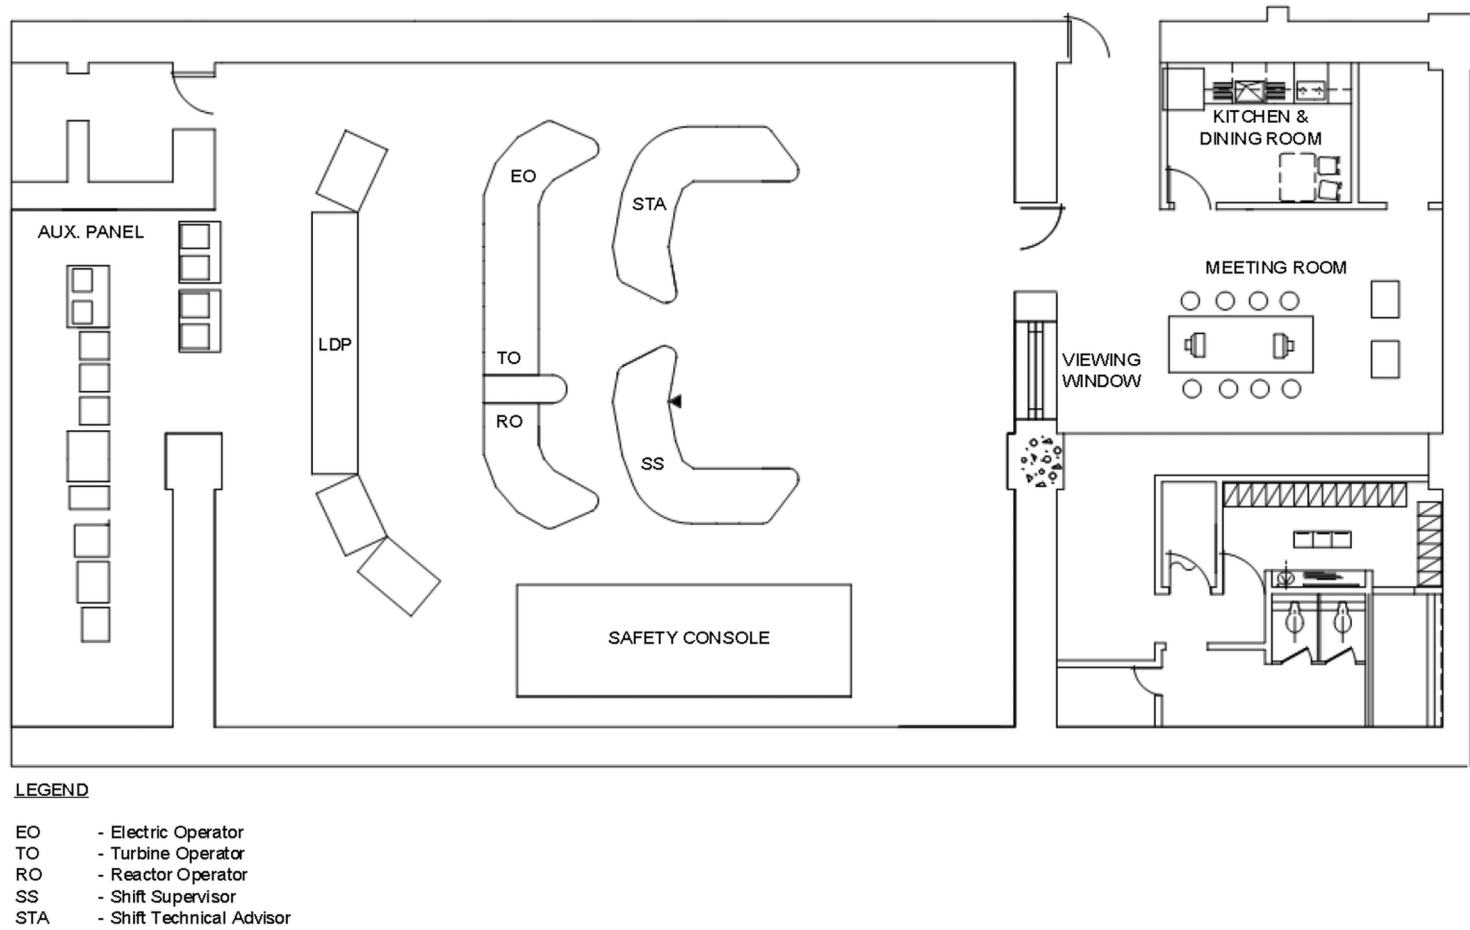 KITCHEN &
DINING ROOM
EO
STA
AUX. PANEL
MEETING ROOM
LDP
TO
VIEWING
WINDOW
RO
SS
SAFETY CONSOLE
LEGEND
EO - Electric Operator
TO - Turbine Operator
RO - Reactor Operator
SS - Shift Supervisor
STA - Shift Technical Advisor